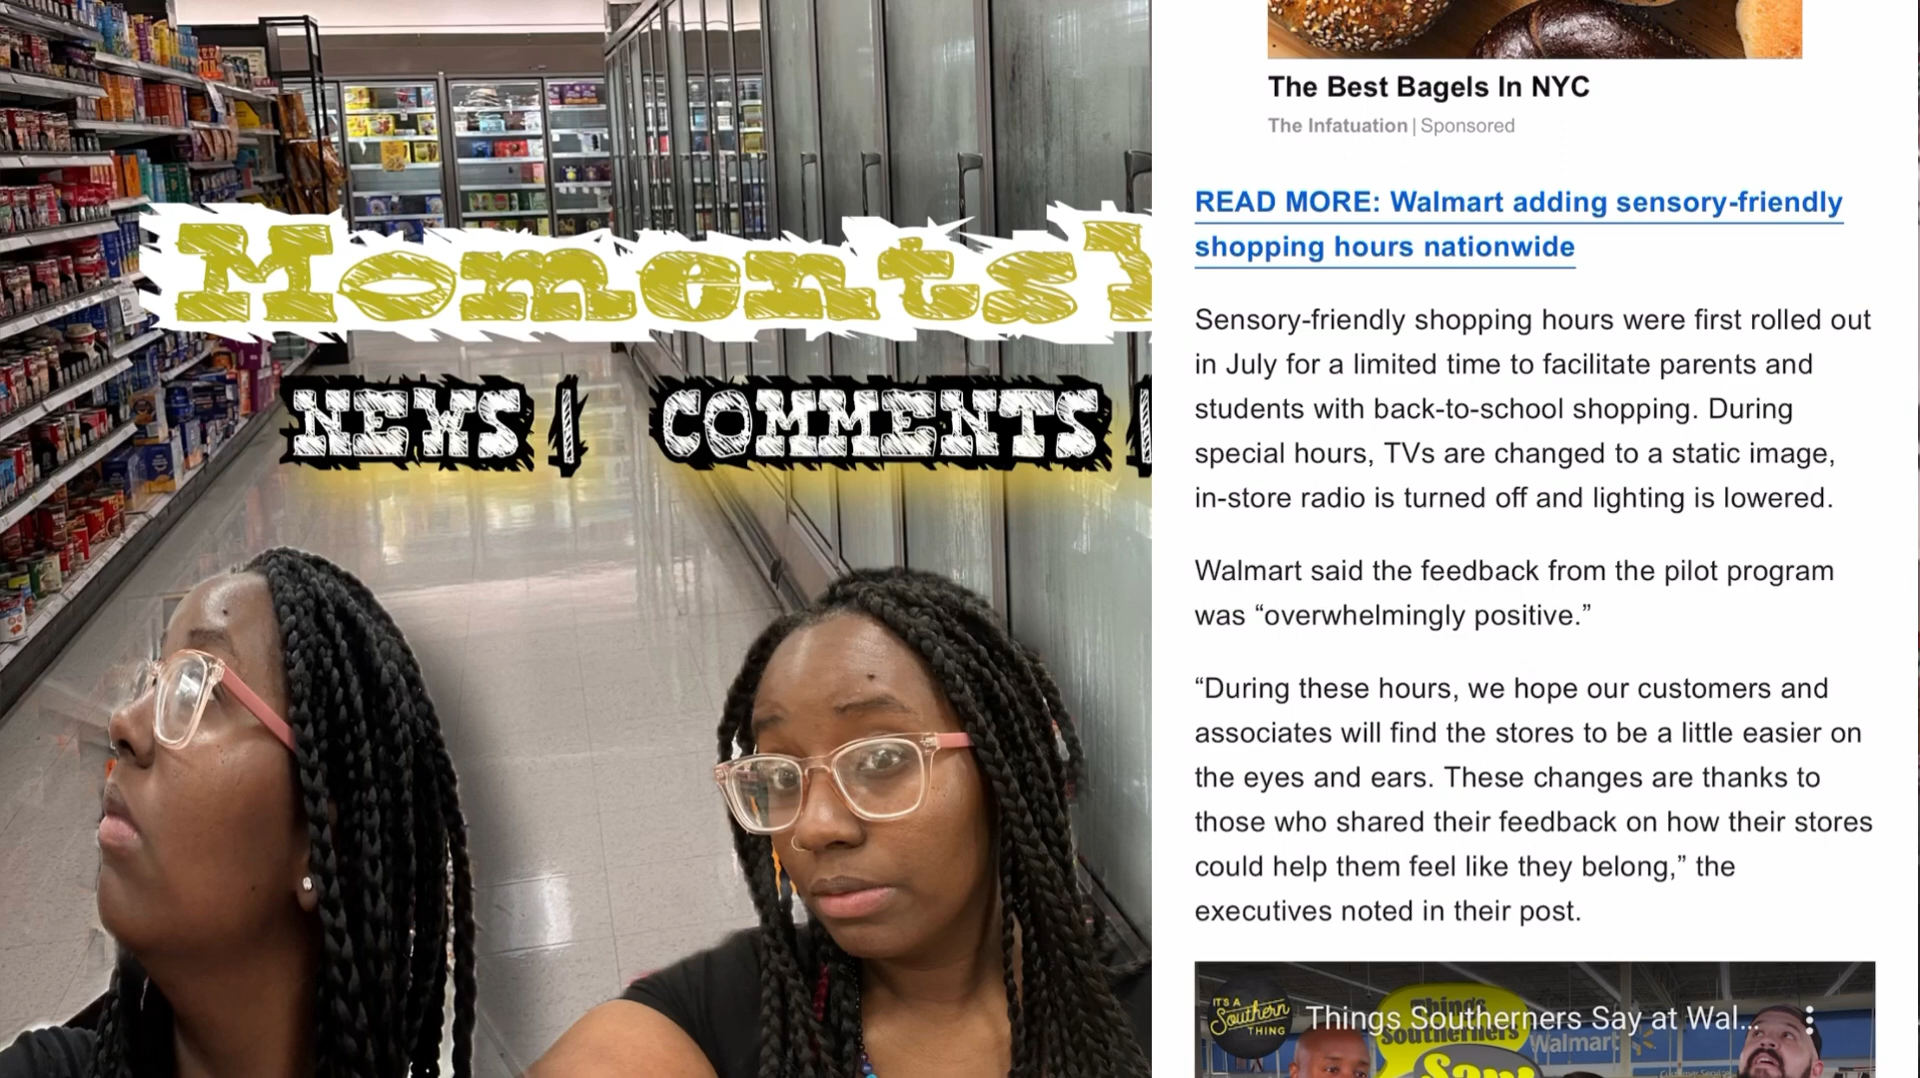 Moments
NEWS | COMMENTS |
The Best Bagels In NYC
The Infatuation | Sponsored
READ MORE: Walmart adding sensory-friendly
shopping hours nationwide
Sensory-friendly shopping hours were first rolled out
in July for a limited time to facilitate parents and
students with back-to-school shopping. During
special hours, TVs are changed to a static image,
in-store radio is turned off and lighting is lowered.
Walmart said the feedback from the pilot program
was “overwhelmingly positive.”
“During these hours, we hope our customers and
associates will find the stores to be a little easier on
the eyes and ears. These changes are thanks to
those who shared their feedback on how their stores
could help them feel like they belong,” the
executives noted in their post.
IT'S A
Southern
THING
Things Southerners Say at Wal...
Things
Southerners
Say
Walmart